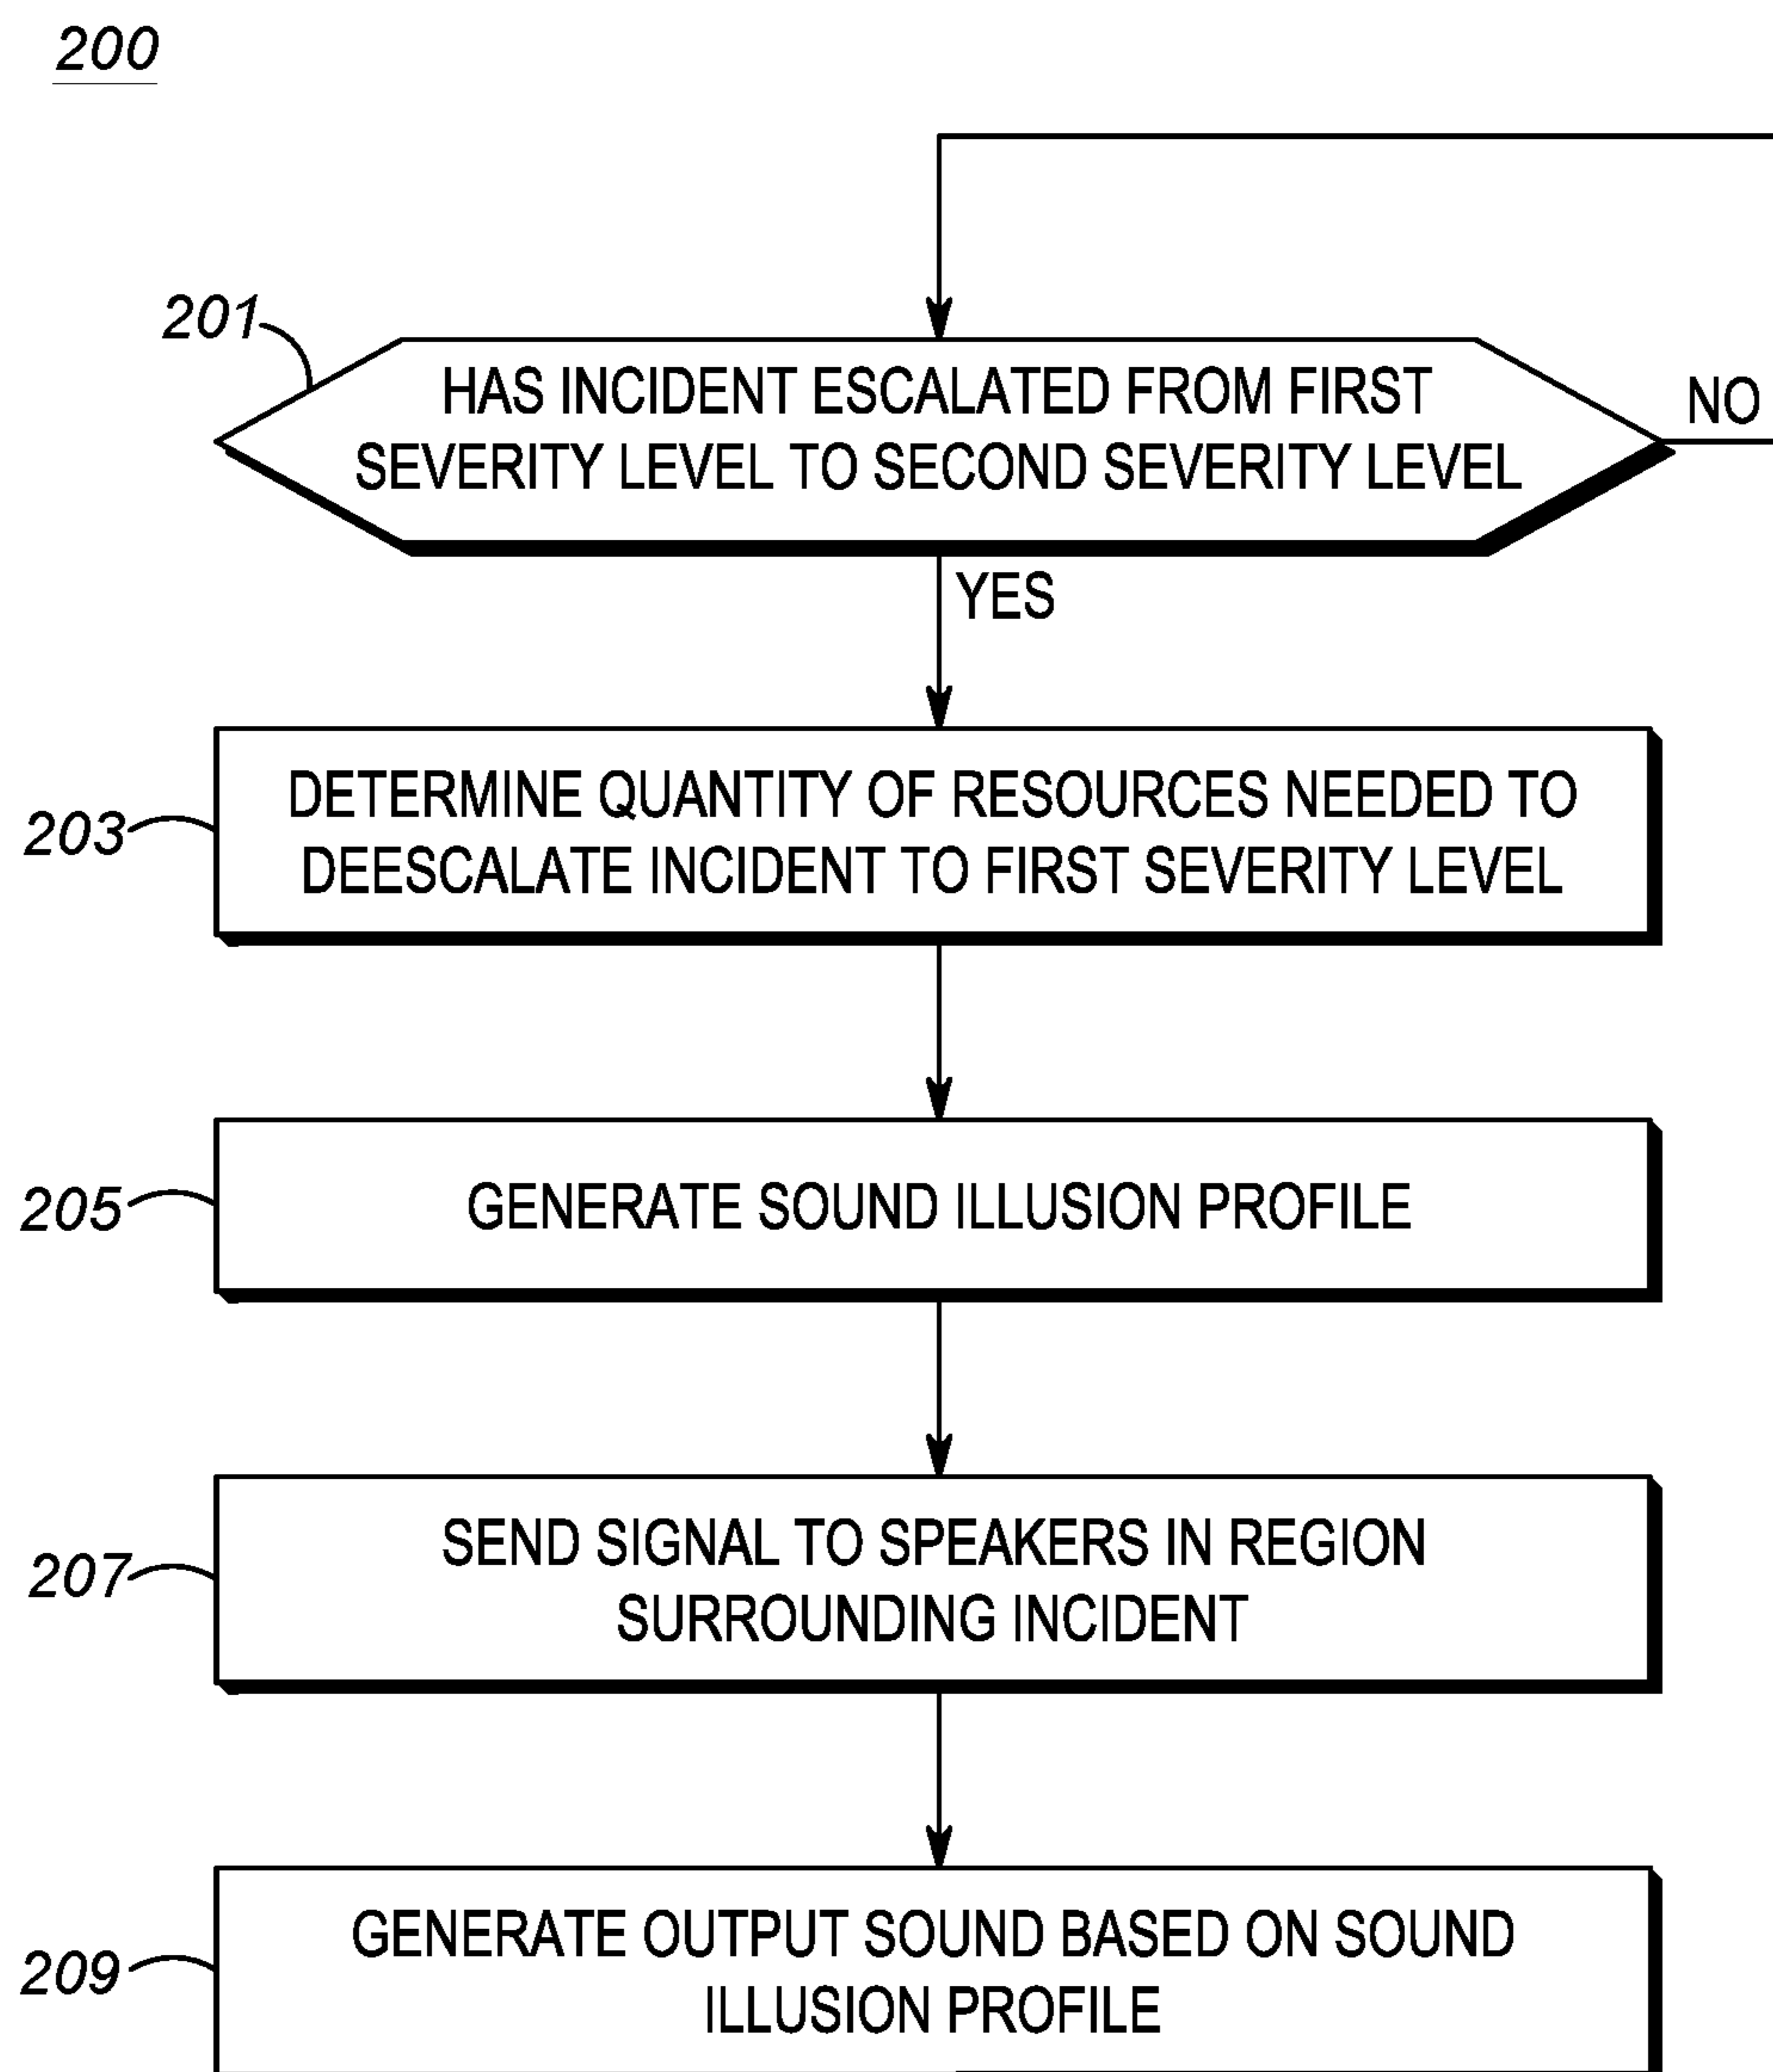 200
201
HAS INCIDENT ESCALATED FROM FIRST
SEVERITY LEVEL TO SECOND SEVERITY LEVEL
NO
YES
203
DETERMINE QUANTITY OF RESOURCES NEEDED TO
DEESCALATE INCIDENT TO FIRST SEVERITY LEVEL
205
GENERATE SOUND ILLUSION PROFILE
207
SEND SIGNAL TO SPEAKERS IN REGION
SURROUNDING INCIDENT
209
GENERATE OUTPUT SOUND BASED ON SOUND
ILLUSION PROFILE